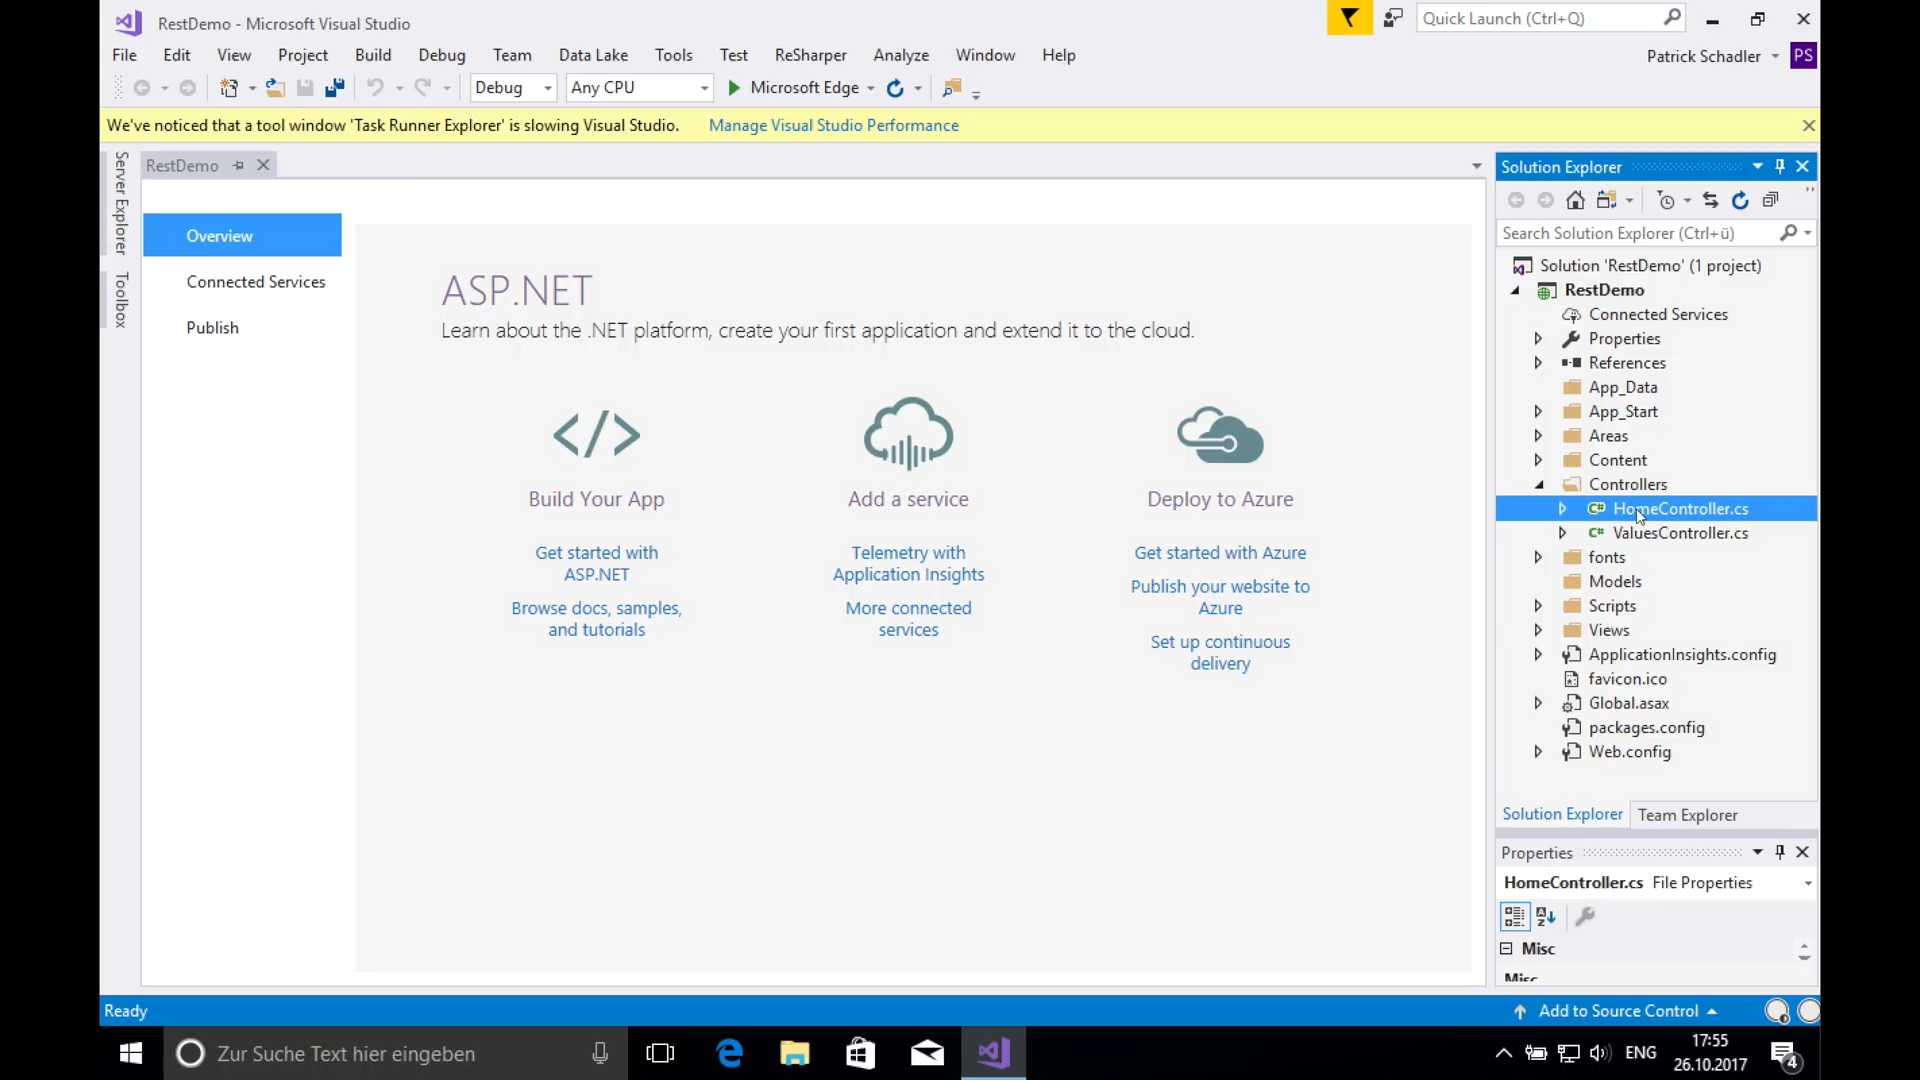 RestDemo - Microsoft Visual Studio
Quick Launch (Ctrl+Q)
File Edit View Project Build Debug Team Data Lake Tools Test ReSharper Analyze Window Help
Patrick Schadler PS
Debug Any CPU Microsoft Edge
We've noticed that a tool window 'Task Runner Explorer' is slowing Visual Studio. Manage Visual Studio Performance
Server Explorer
Toolbox
RestDemo
Overview
Connected Services
Publish
ASP.NET
Learn about the .NET platform, create your first application and extend it to the cloud.
Build Your App
Get started with
ASP.NET
Browse docs, samples,
and tutorials
Add a service
Telemetry with
Application Insights
More connected
services
Deploy to Azure
Get started with Azure
Publish your website to
Azure
Set up continuous
delivery
Solution Explorer
Search Solution Explorer (Ctrl+ü)
Solution 'RestDemo' (1 project)
RestDemo
Connected Services
Properties
References
App_Data
App_Start
Areas
Content
Controllers
C# HomeController.cs
C# ValuesController.cs
fonts
Models
Scripts
Views
ApplicationInsights.config
favicon.ico
Global.asax
packages.config
Web.config
Solution Explorer Team Explorer
Properties
HomeController.cs File Properties
Misc
Misc
Ready
Add to Source Control
Zur Suche Text hier eingeben
ENG
17:55
26.10.2017
4